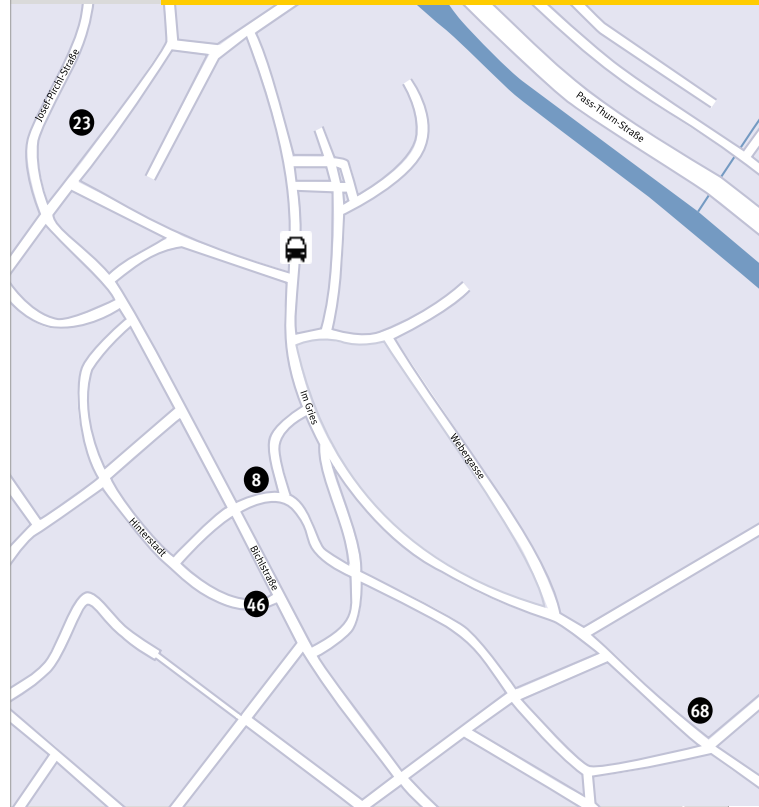 Josef-Pirchl-Straße
Pass-Thurn-Straße
23
Im Gries
Webergasse
8
Hinterstadt
Bichlstraße
46
68